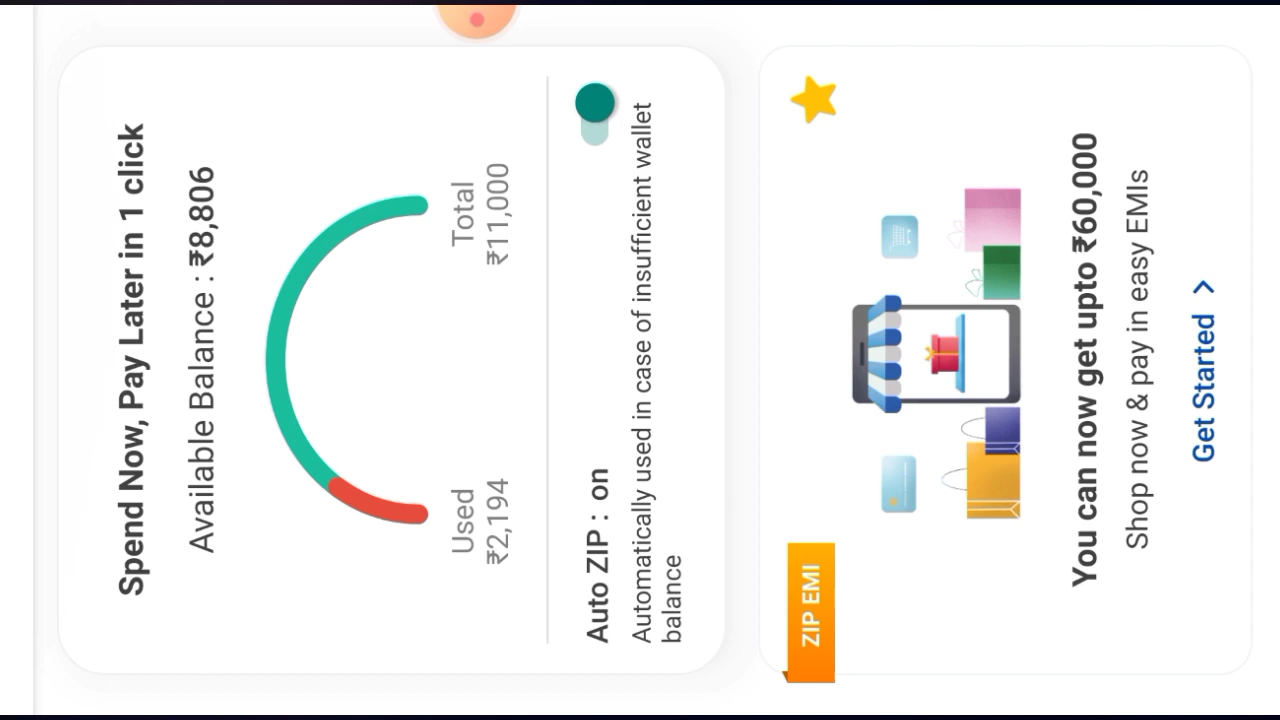 Spend Now, Pay Later in 1 click
Available Balance : ₹8,806
Used
₹2,194
Total
₹11,000
Auto ZIP : on
Automatically used in case of insufficient wallet
balance
ZIP EMI
You can now get upto ₹60,000
Shop now & pay in easy EMIs
Get Started >